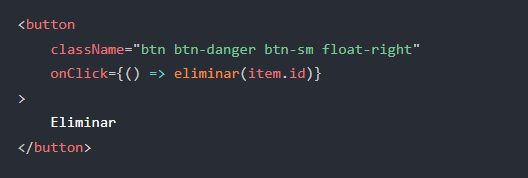 <button
className="btn btn-danger btn-sm float-right"
onClick={() => eliminar(item.id)}
>
Eliminar
</button>